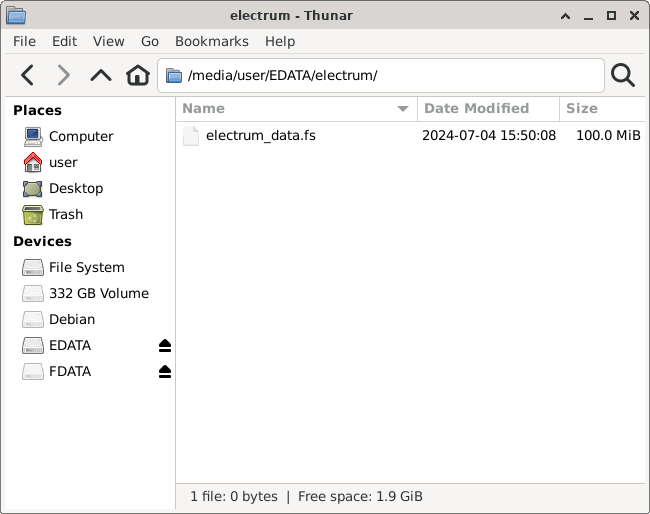 electrum - Thunar
File Edit View Go Bookmarks Help
/media/user/EDATA/electrum/
Places
Computer
user
Desktop
Trash
Devices
File System
332 GB Volume
Debian
EDATA
FDATA
Name Date Modified Size
electrum_data.fs 2024-07-04 15:50:08 100.0 MiB
1 file: 0 bytes | Free space: 1.9 GiB